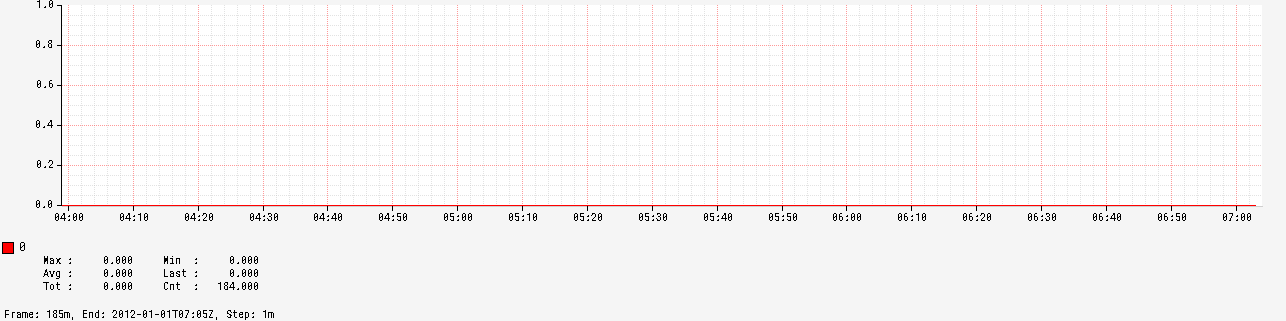 1.0
0.8
0.6
0.4
0.2
0.0
04:00 04:10 04:20 04:30 04:40 04:50 05:00 05:10 05:20 05:30 05:40 05:50 06:00 06:10 06:20 06:30 06:40 06:50 07:00
0
Max : 0.000 Min : 0.000
Avg : 0.000 Last : 0.000
Tot : 0.000 Cnt : 184.000
Frame: 185m, End: 2012-01-01T07:05Z, Step: 1m